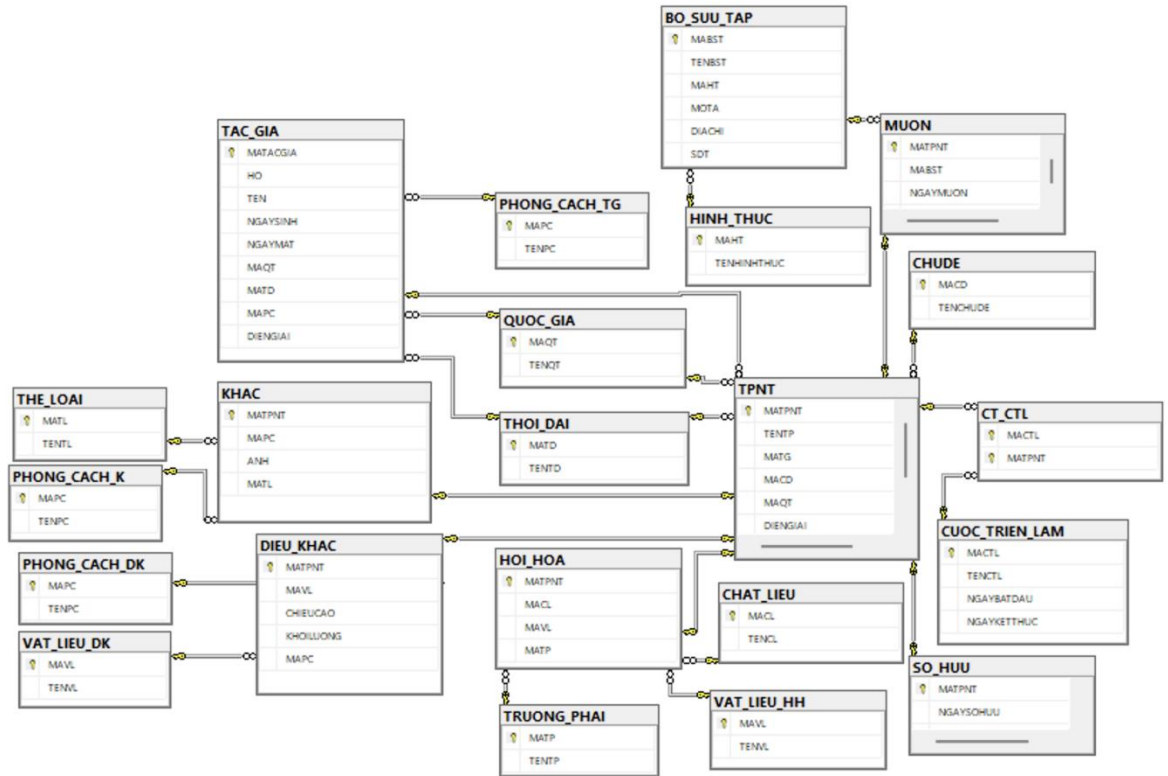 BO_SUU_TAP
MABST
TENBST
MAHT
MOTA
DIACHI
SDT
MUON
MATPNT
MABST
NGAYMUON
TAC_GIA
MATACGIA
HO
TEN
NGAYSINH
NGAYMAT
MAQT
MATD
MAPC
DIENGIAI
PHONG_CACH_TG
MAPC
TENPC
HINH_THUC
MAHT
TENHINHTHUC
CHUDE
MACD
TENCHUDE
QUOC_GIA
MAQT
TENQT
THE_LOAI
MATL
TENTL
KHAC
MATPNT
MAPC
ANH
MATL
THOI_DAI
MATD
TENTD
TPNT
MATPNT
TENTP
MATG
MACD
MAQT
DIENGIAI
CT_CTL
MACTL
MATPNT
PHONG_CACH_K
MAPC
TENPC
CUOC_TRIEN_LAM
MACTL
TENCTL
NGAYBATDAU
NGAYKETTHUC
DIEU_KHAC
MATPNT
MAVL
CHIEUCAO
KHOILUONG
MAPC
PHONG_CACH_DK
MAPC
TENPC
HOI_HOA
MATPNT
MACL
MAVL
MATP
CHAT_LIEU
MACL
TENCL
VAT_LIEU_DK
MAVL
TENVL
SO_HUU
MATPNT
NGAYSOHUU
TRUONG_PHAI
MATP
TENTP
VAT_LIEU_HH
MAVL
TENVL